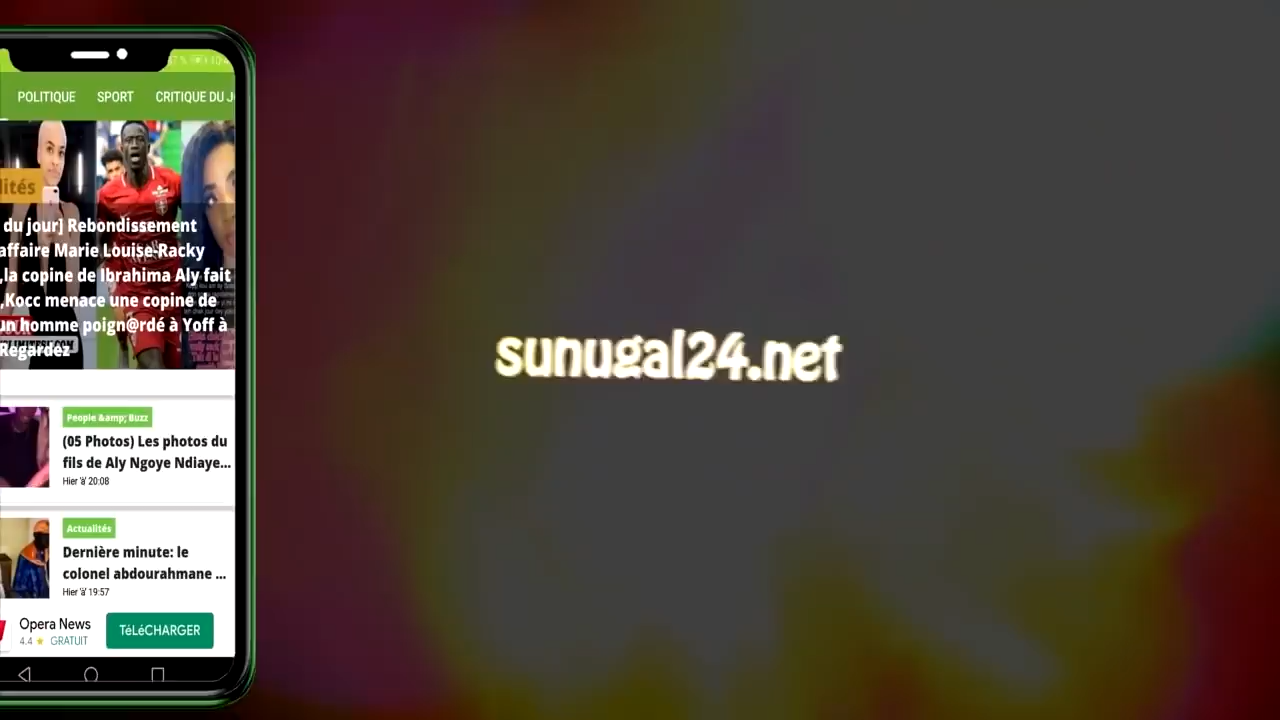 POLITIQUE SPORT CRITIQUE DU J
lités
du jour] Rebondissement
affaire Marie Louise-Racky
,la copine de Ibrahima Aly fait
,Kocc menace une copine de
un homme poign@rdé à Yoff à
Regardez
People &amp; Buzz
(05 Photos) Les photos du
fils de Aly Ngoye Ndiaye...
Hier 'à' 20:08
Actualités
Dernière minute: le
colonel abdourahmane ...
Hier 'à' 19:57
Opera News
4.4 ★ GRATUIT
TéLéCHARGER
sunugal24.net